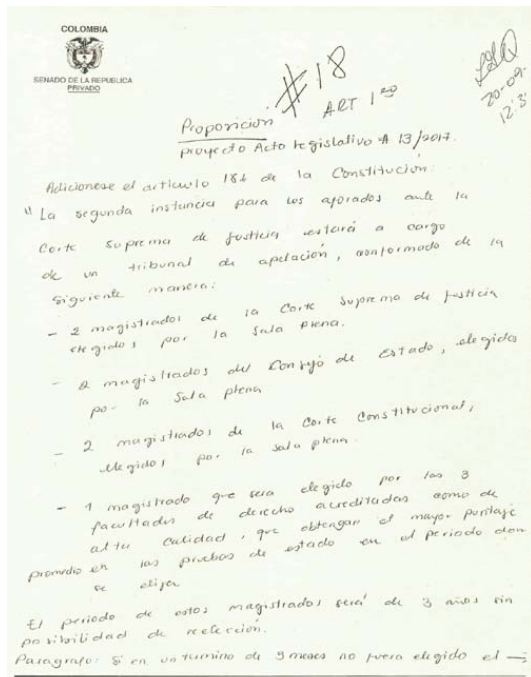 COLOMBIA
SENADO DE LA REPUBLICA
PRIVADO
#18
ART 1ro
20-09.
12:3
Proposición
proyecto Acto legislativo # 13/2017.
Adicionese el articulo 186 de la Constitución:
"La segunda instancia para los aforados ante la
Corte Suprema de Justicia estará a cargo
de un tribunal de apelación, conformado de la
siguiente manera:
- 2 magistrados de la Corte Suprema de Justicia
elegidos por la Sala plena.
- 2 magistrados del Consejo de Estado, elegidos
por la Sala plena
- 2 magistrados de la Corte Constitucional,
elegidos por la Sala plena.
- 1 magistrado que sera elegido por las 3
facultades de derecho acreditadas como de
alta calidad, que obtengan el mayor puntaje
promedio en las pruebas de estado en el periodo don
se elijen
El periodo de estos magistrados será de 3 años sin
posibilidad de reelección.
Paragrafo: Si en un termino de 3 meses no fuera elegido el